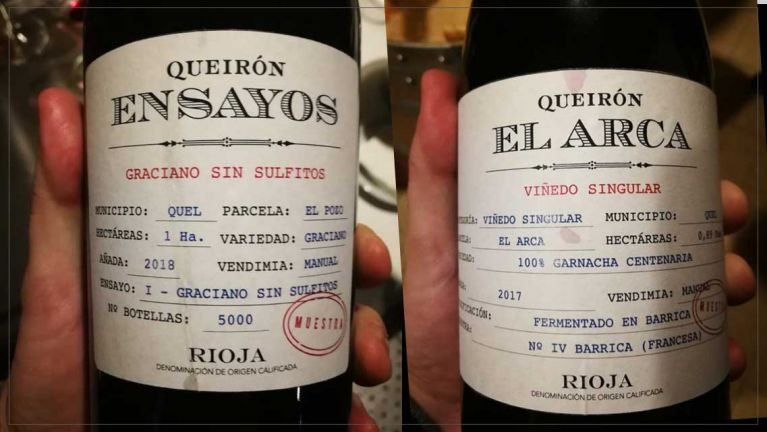 QUEIRÓN
ENSAYOS
GRACIANO SIN SULFITOS
MUNICIPIO: QUEL PARCELA: EL POZO
HECTÁREAS: 1 Ha. VARIEDAD: GRACIANO
AÑADA: 2018 VENDIMIA: MANUAL
ENSAYO: I - GRACIANO SIN SULFITOS
Nº BOTELLAS: 5000
MUESTRA
RIOJA
DENOMINACIÓN DE ORIGEN CALIFICADA
QUEIRÓN
EL ARCA
VIÑEDO SINGULAR
VIÑEDO SINGULAR MUNICIPIO: QUEL
EL ARCA HECTÁREAS:
100% GARNACHA CENTENARIA
2017 VENDIMIA: MANUAL
FERMENTADO EN BARRICA
Nº IV BARRICA (FRANCESA)
MUESTRA
RIOJA
DENOMINACIÓN DE ORIGEN CALIFICADA